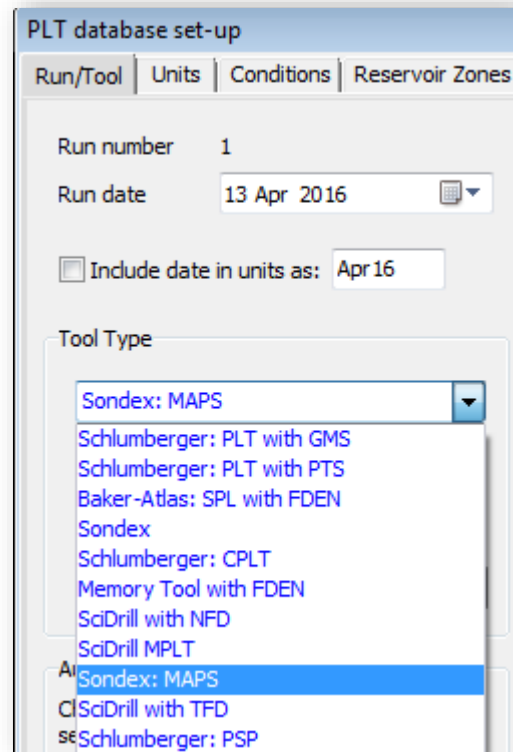 PLT database set-up
Run/Tool Units Conditions Reservoir Zones
Run number 1
Run date 13 Apr 2016
Include date in units as: Apr16
Tool Type
Sondex: MAPS
Schlumberger: PLT with GMS
Schlumberger: PLT with PTS
Baker-Atlas: SPL with FDEN
Sondex
Schlumberger: CPLT
Memory Tool with FDEN
SciDrill with NFD
SciDrill MPLT
Sondex: MAPS
SciDrill with TFD
Schlumberger: PSP